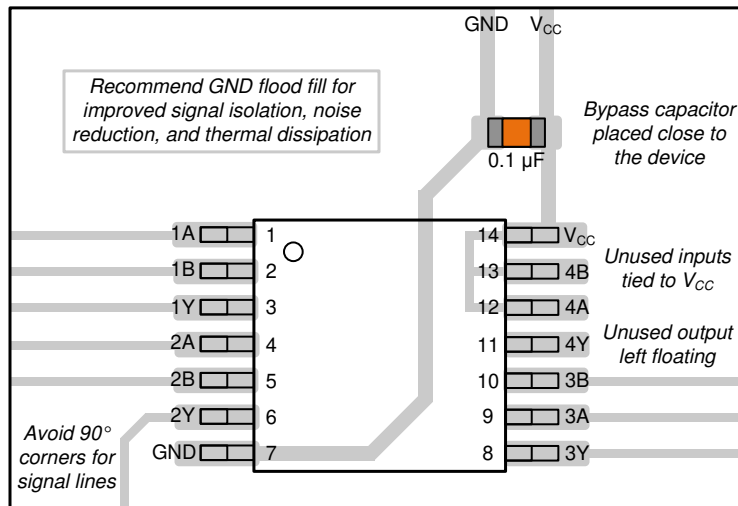 GND VCC
Recommend GND flood fill for
improved signal isolation, noise
reduction, and thermal dissipation
Bypass capacitor
placed close to
the device
0.1 µF
1A 1 14 VCC
1B 2 13 4B
1Y 3 12 4A
2A 4 11 4Y
2B 5 10 3B
2Y 6 9 3A
GND 7 8 3Y
Unused inputs
tied to VCC
Unused output
left floating
Avoid 90°
corners for
signal lines